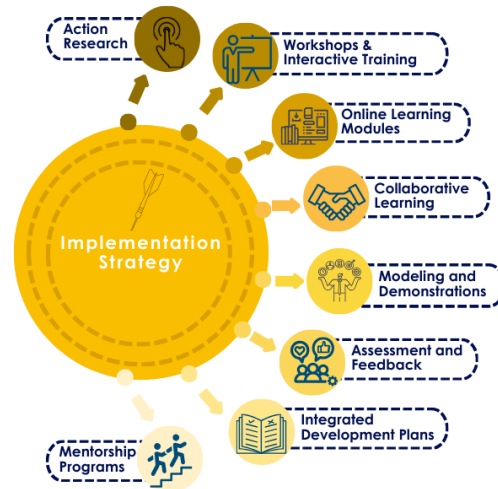 Action
Research
Workshops &
Interactive Training
Online Learning
Modules
Collaborative
Learning
Implementation
Strategy
Modeling and
Demonstrations
Assessment and
Feedback
Integrated
Development Plans
Mentorship
Programs